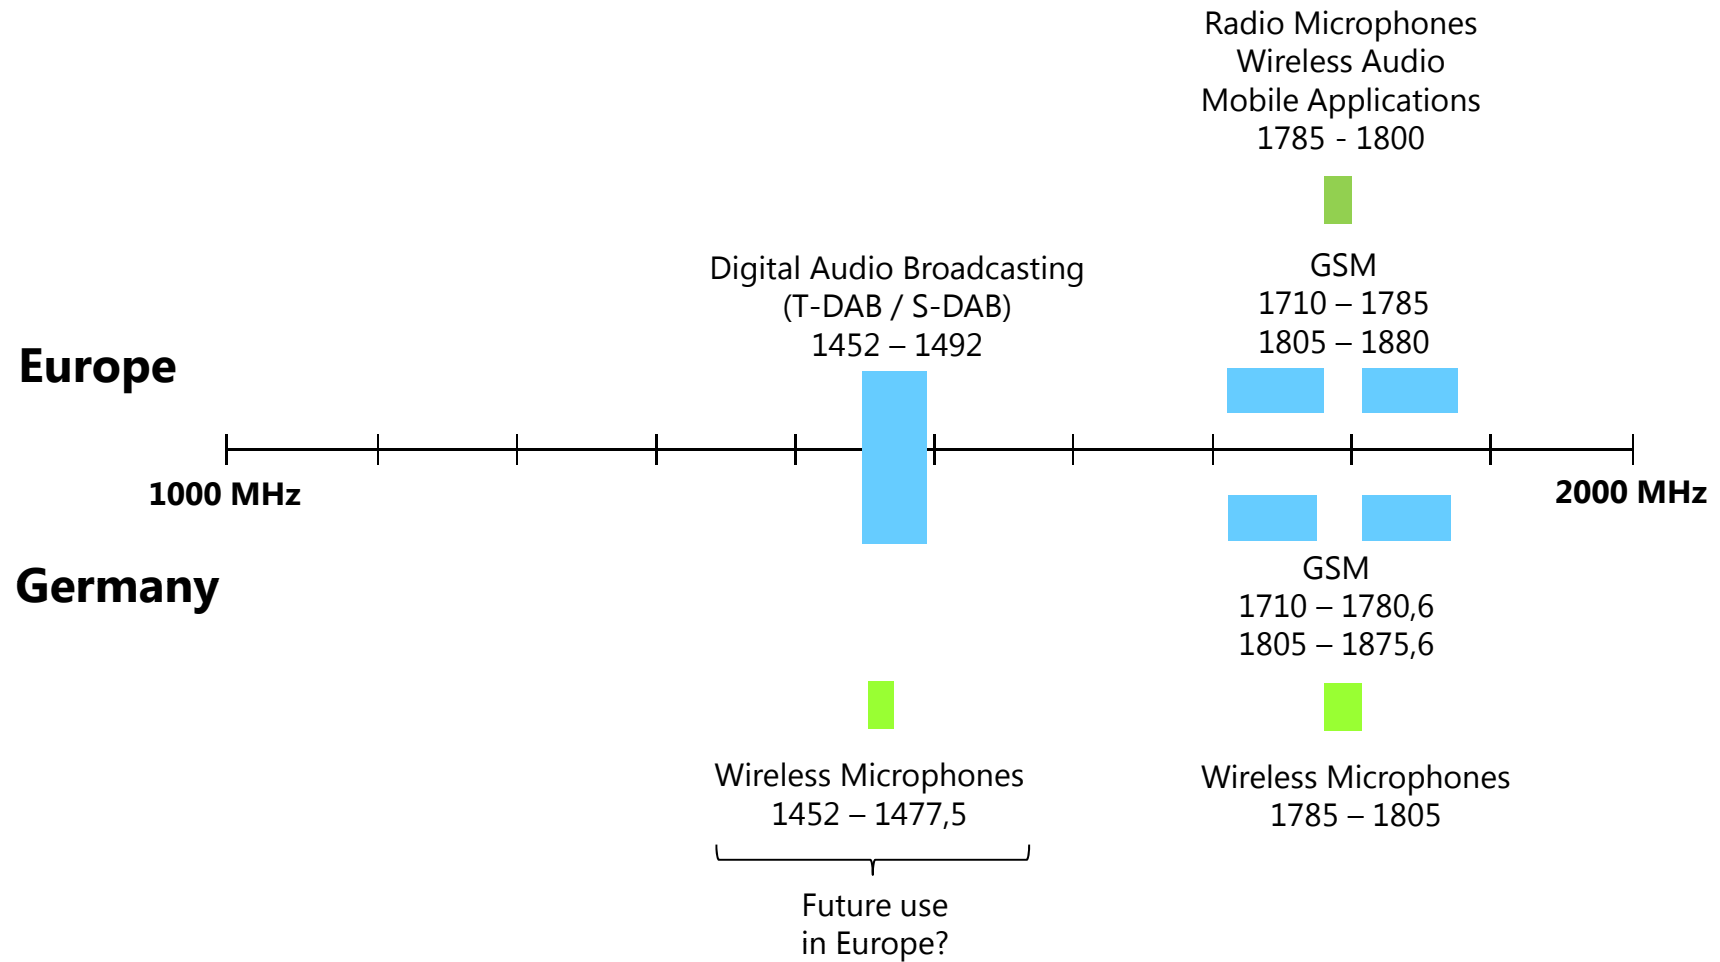 Radio Microphones
Wireless Audio
Mobile Applications
1785 - 1800
Digital Audio Broadcasting
(T-DAB / S-DAB)
1452 – 1492
GSM
1710 – 1785
1805 – 1880
Europe
1000 MHz
2000 MHz
Germany
GSM
1710 – 1780,6
1805 – 1875,6
Wireless Microphones
1452 – 1477,5
Wireless Microphones
1785 – 1805
Future use
in Europe?